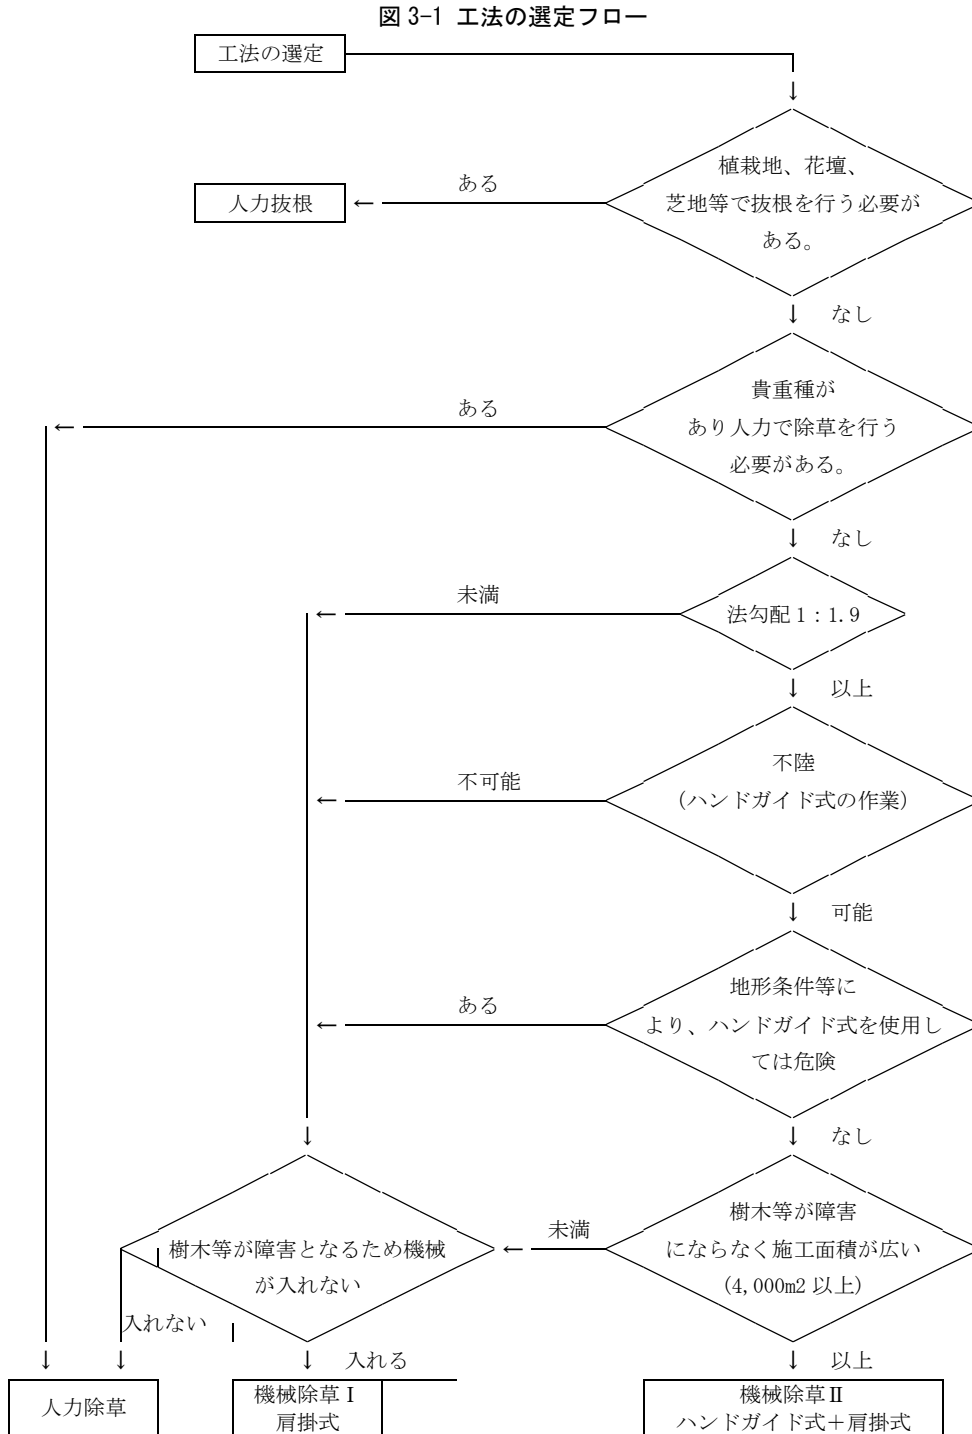 図 3-1 工法の選定フロー
工法の選定
↓
植栽地、花壇、
芝地等で抜根を行う必要が
ある。
ある
←
人力抜根
↓ なし
貴重種が
あり人力で除草を行う
必要がある。
ある
←
↓ なし
法勾配 1：1.9
未満
←
↓ 以上
不陸
（ハンドガイド式の作業）
不可能
←
↓ 可能
地形条件等に
より、ハンドガイド式を使用し
ては危険
ある
←
↓
↓ なし
樹木等が障害
にならなく施工面積が広い
(4,000m2 以上)
未満
←
樹木等が障害となるため機械
が入れない
入れない
↓
↓
↓ 入れる
↓ 以上
人力除草
機械除草Ⅰ
肩掛式
機械除草Ⅱ
ハンドガイド式＋肩掛式